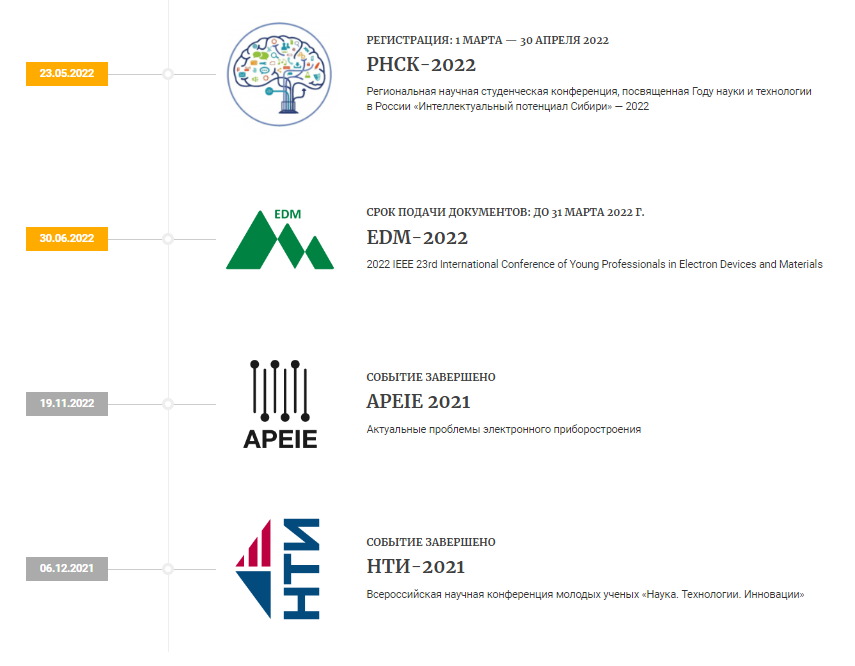 23.05.2022
РЕГИСТРАЦИЯ: 1 МАРТА — 30 АПРЕЛЯ 2022
РНСК-2022
Региональная научная студенческая конференция, посвященная Году науки и технологии
в России «Интеллектуальный потенциал Сибири» — 2022
30.06.2022
EDM
СРОК ПОДАЧИ ДОКУМЕНТОВ: ДО 31 МАРТА 2022 Г.
EDM-2022
2022 IEEE 23rd International Conference of Young Professionals in Electron Devices and Materials
19.11.2022
APEIE
СОБЫТИЕ ЗАВЕРШЕНО
APEIE 2021
Актуальные проблемы электронного приборостроения
06.12.2021
НТИ
СОБЫТИЕ ЗАВЕРШЕНО
НТИ-2021
Всероссийская научная конференция молодых ученых «Наука. Технологии. Инновации»